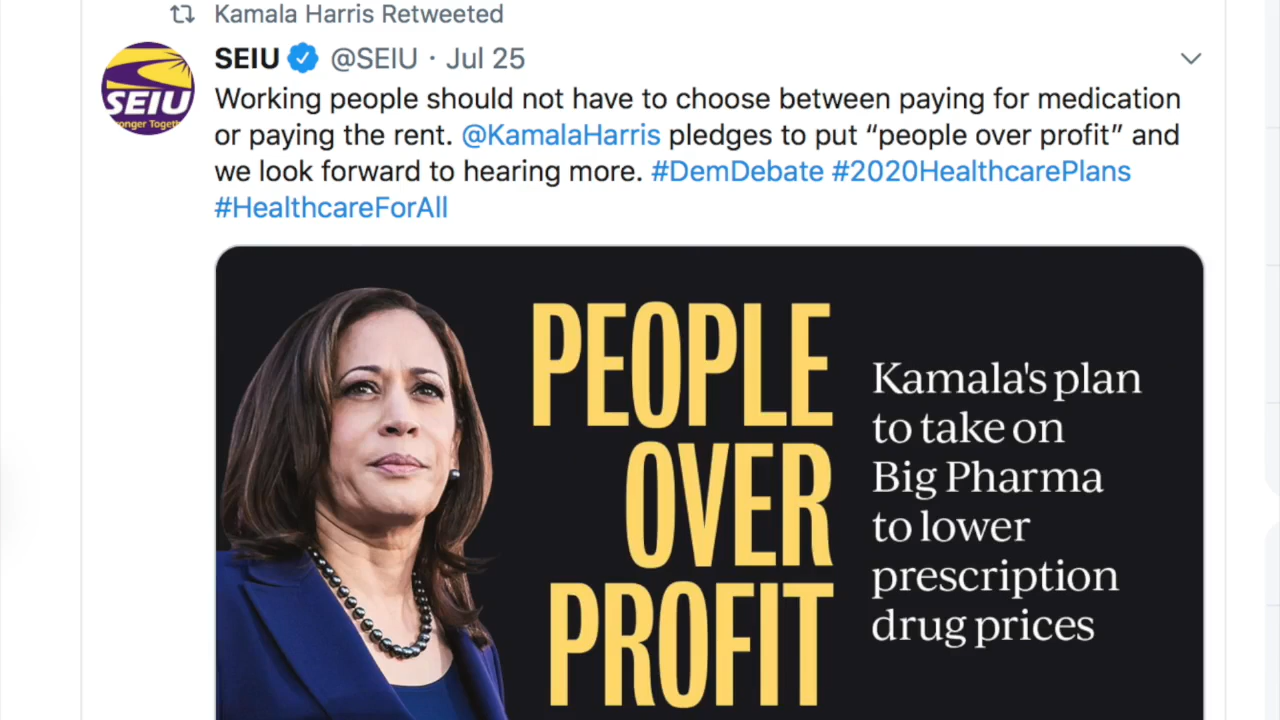 Kamala Harris Retweeted
SEIU @SEIU · Jul 25
SEIU
onger Togeth
Working people should not have to choose between paying for medication
or paying the rent. @KamalaHarris pledges to put “people over profit” and
we look forward to hearing more. #DemDebate #2020HealthcarePlans
#HealthcareForAll
PEOPLE
OVER
PROFIT
Kamala's plan
to take on
Big Pharma
to lower
prescription
drug prices